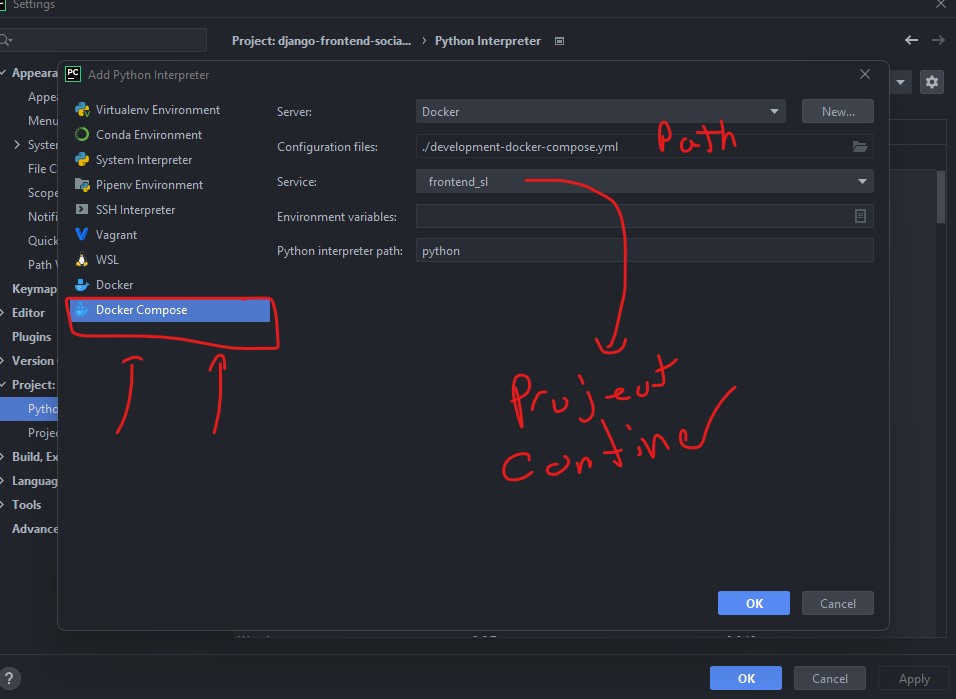 Settings
Project: django-frontend-socia... › Python Interpreter
Appeara
PC Add Python Interpreter
Appe
Virtualenv Environment
Server:
Docker
New...
Menu
Conda Environment
Path
System
System Interpreter
Configuration files:
./development-docker-compose.yml
File C
Pipenv Environment
Service:
frontend_sl
Scope
SSH Interpreter
Environment variables:
Notifi
Vagrant
Quick
WSL
Python interpreter path:
python
Path V
Docker
Keymap
Docker Compose
Editor
Plugins
Version
Project:
Project
Pytho
Projec
Build, Ex
Languag
Tools
Advance
OK
Cancel
?
OK
Cancel
Apply